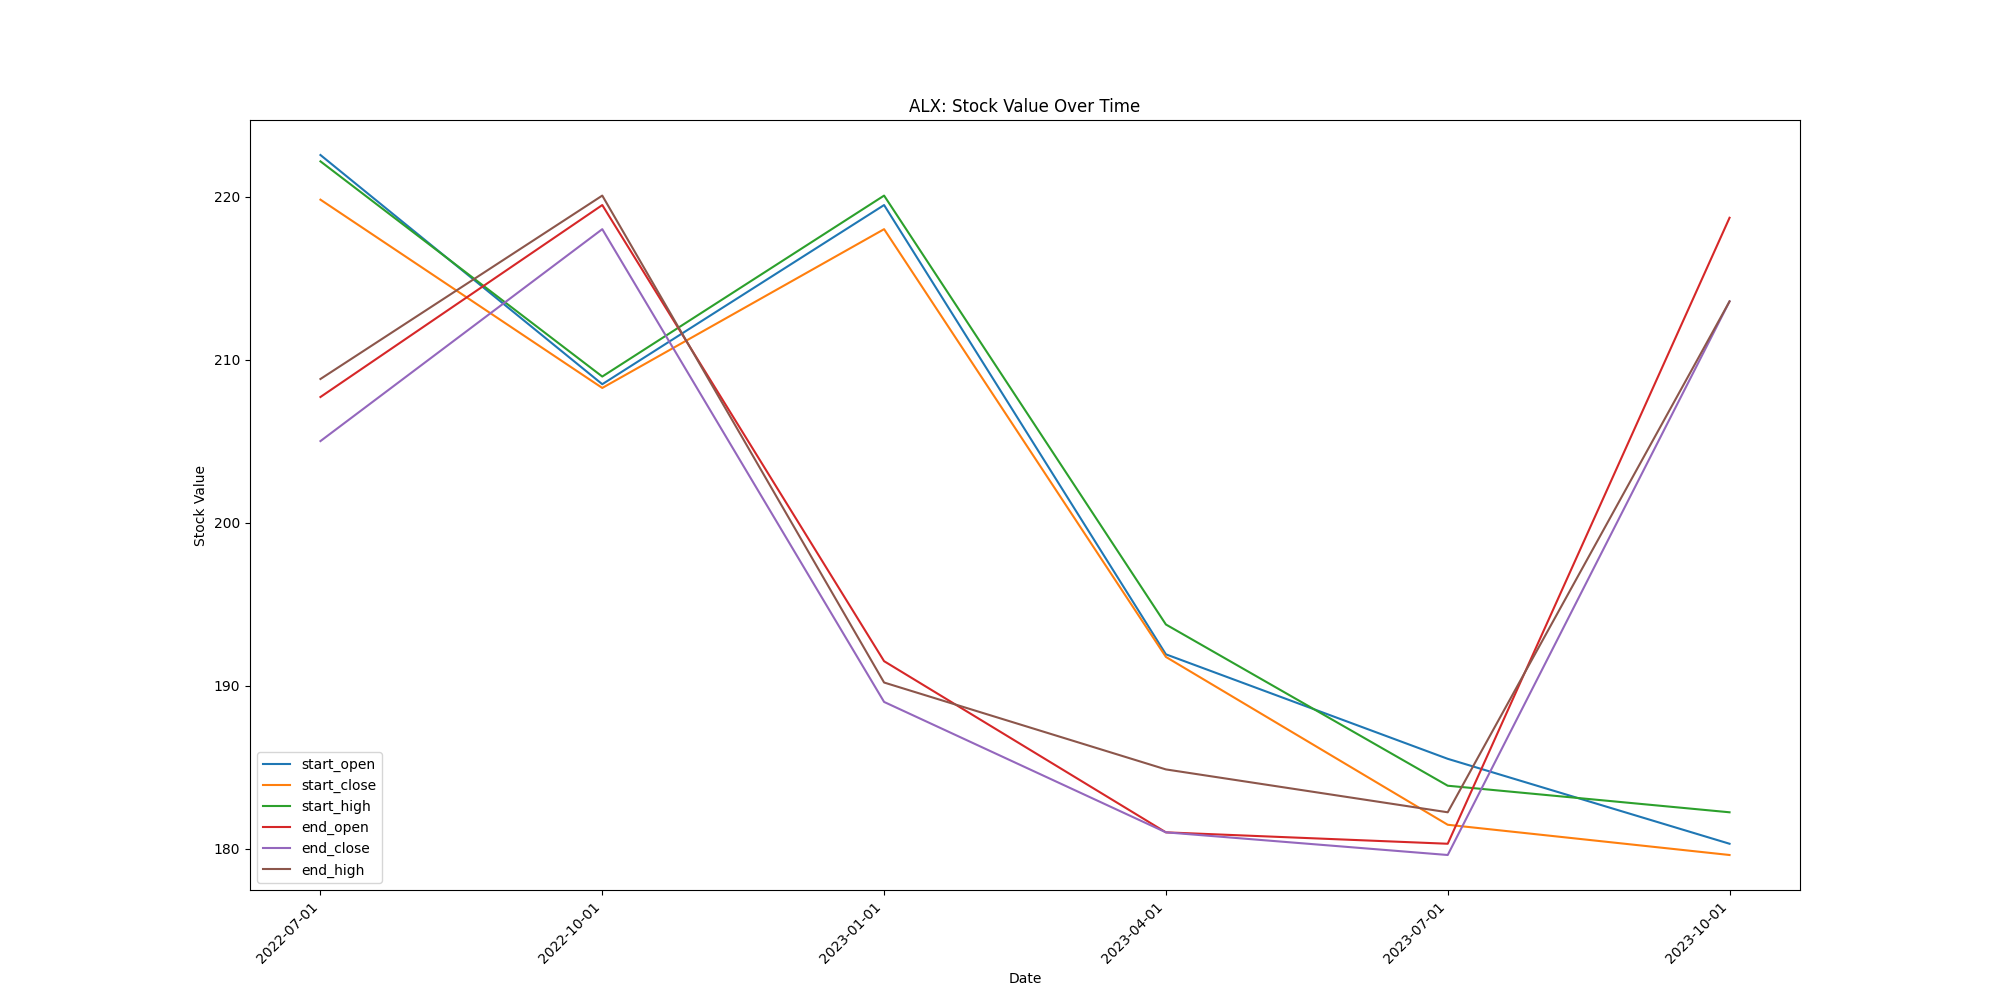 ALX: Stock Value Over Time
Stock Value
220
210
200
190
180
start_open
start_close
start_high
end_open
end_close
end_high
2022-07-01
2022-10-01
2023-01-01
2023-04-01
2023-07-01
2023-10-01
Date